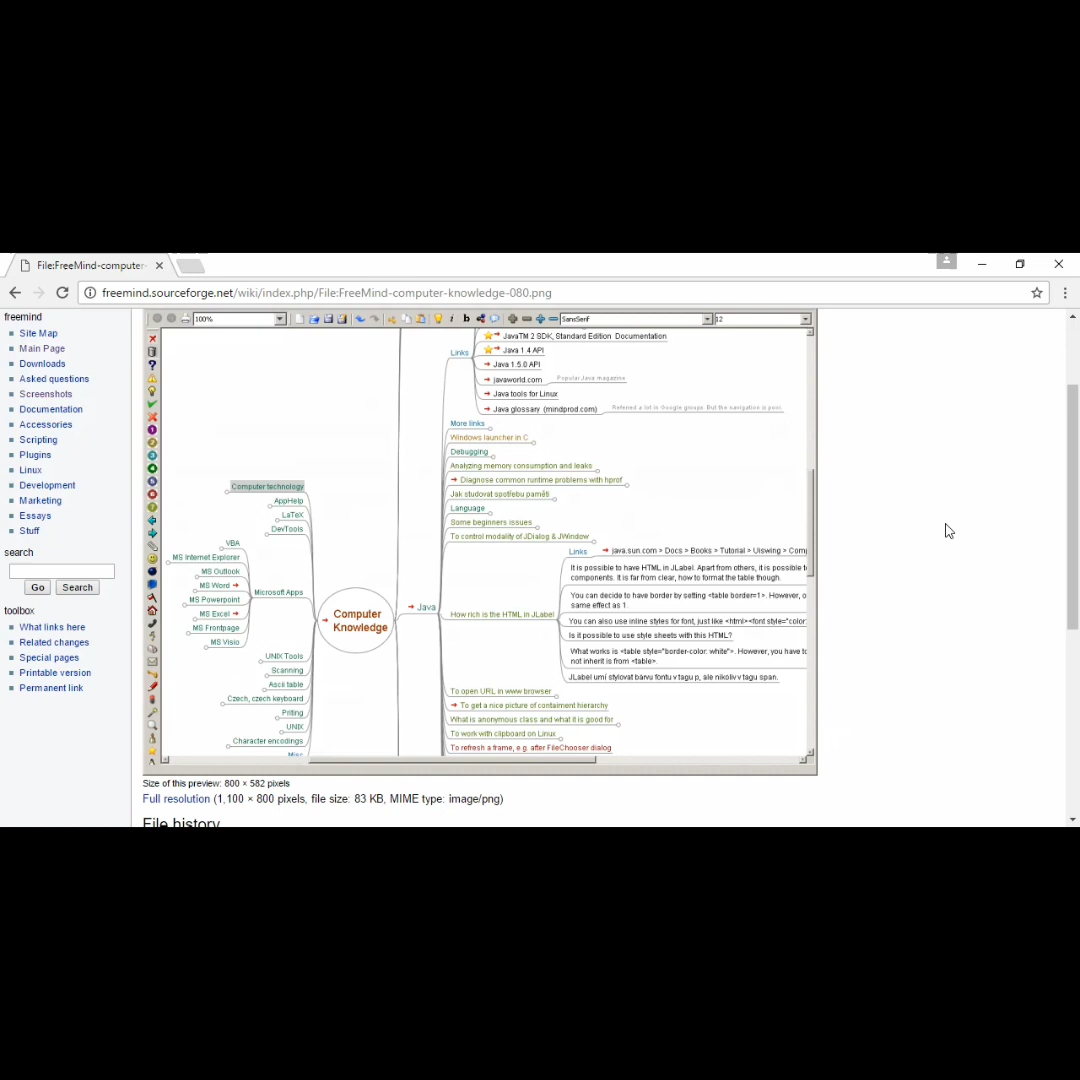 File:FreeMind-computer-
freemind.sourceforge.net/wiki/index.php/File:FreeMind-computer-knowledge-080.png
freemind
Site Map
Main Page
Downloads
Asked questions
Screenshots
Documentation
Accessories
Scripting
Plugins
Linux
Development
Marketing
Essays
Stuff
search
Go Search
toolbox
What links here
Related changes
Special pages
Printable version
Permanent link
100%
SansSerif
12
Computer technology
AppHelp
LaTeX
DevTools
VBA
MS Internet Explorer
MS Outlook
MS Word
MS Powerpoint
MS Excel
MS Frontpage
MS Visio
Microsoft Apps
UNIX Tools
Scanning
Ascii table
Czech, czech keyboard
Priting
UNIX
Character encodings
Misc
Computer
Knowledge
Java
Links
JavaTM 2 SDK, Standard Edition Documentation
Java 1.4 API
Java 1.5.0 API
javaworld.com Popular Java magazine
Java tools for Linux
Java glossary (mindprod.com) Referred a lot in Google groups. But the navigation is poor.
More links
Windows launcher in C
Debugging
Analyzing memory consumption and leaks
Diagnose common runtime problems with hprof
Jak studovat spotřebu paměti
Language
Some beginners issues
To control modality of JDialog & JWindow
How rich is the HTML in JLabel
Links java.sun.com > Docs > Books > Tutorial > Uiswing > Comp
It is possible to have HTML in JLabel. Apart from others, it is possible t
components. It is far from clear, how to format the table though.
You can decide to have border by setting <table border=1>. However, o
same effect as 1.
You can also use inline styles for font, just like <html><font style="color:
Is it possible to use style sheets with this HTML?
What works is <table style="border-color: white">. However, you have to
not inherit is from <table>.
JLabel umí stylovat barvu fontu v tagu p, ale nikoliv v tagu span.
To open URL in www browser
To get a nice picture of contaiment hierarchy
What is anonymous class and what it is good for
To work with clipboard on Linux
To refresh a frame, e.g. after FileChooser dialog
Size of this preview: 800 × 582 pixels
Full resolution (1,100 × 800 pixels, file size: 83 KB, MIME type: image/png)
File history